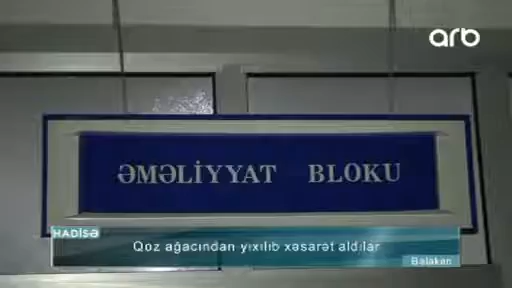 arb
ƏMƏLİYYAT BLOKU
HADİSƏ
Qoz ağacından yıxılıb xəsarət aldılar
Balakən